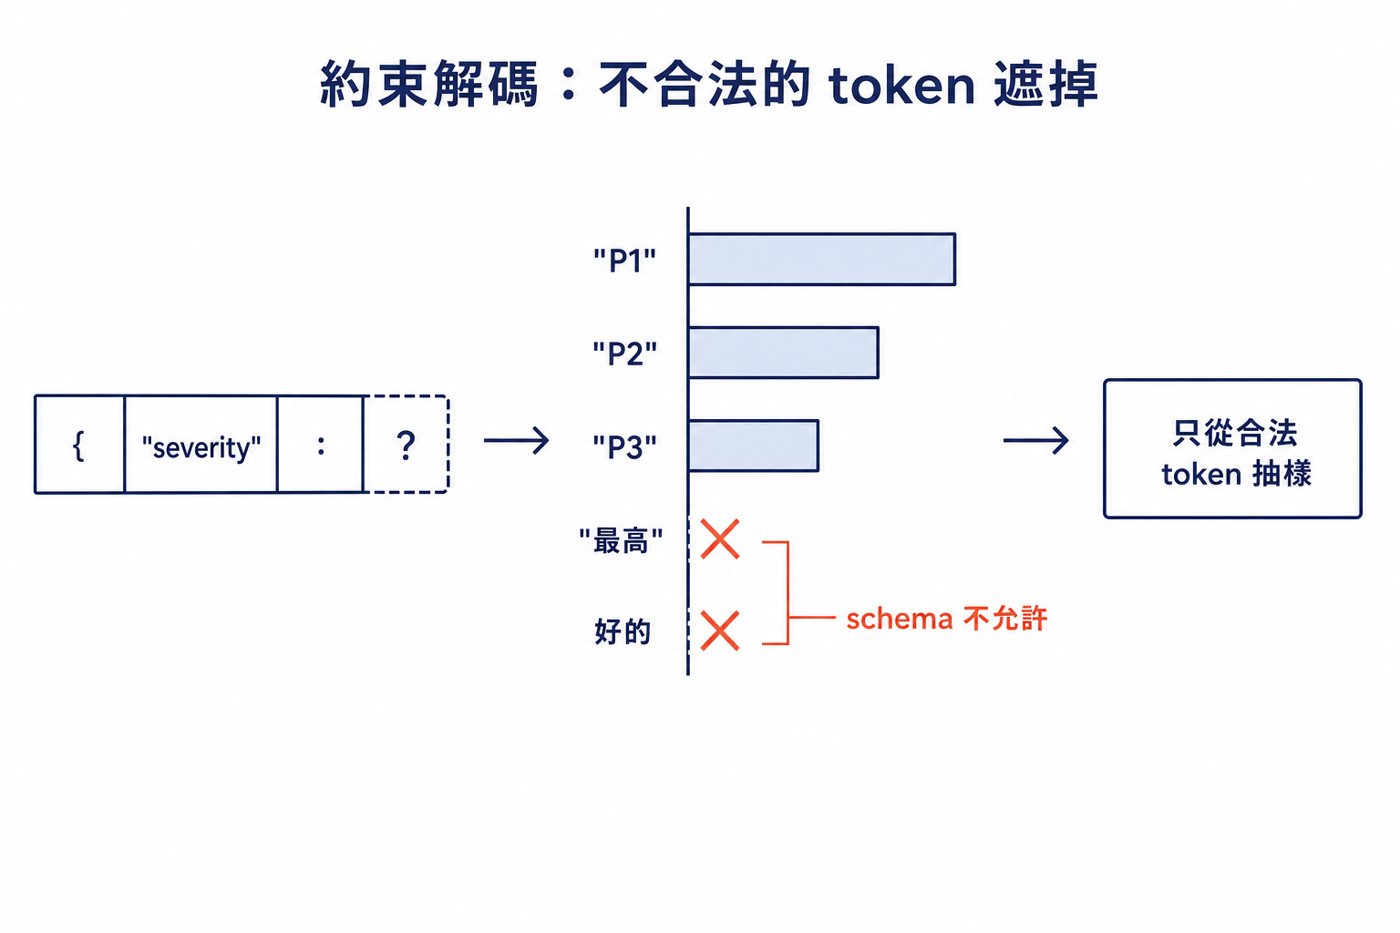 約束解碼：不合法的 token 遮掉
{ "severity" : ?
"P1"
"P2"
"P3"
"最高"
好的
schema 不允許
只從合法
token 抽樣